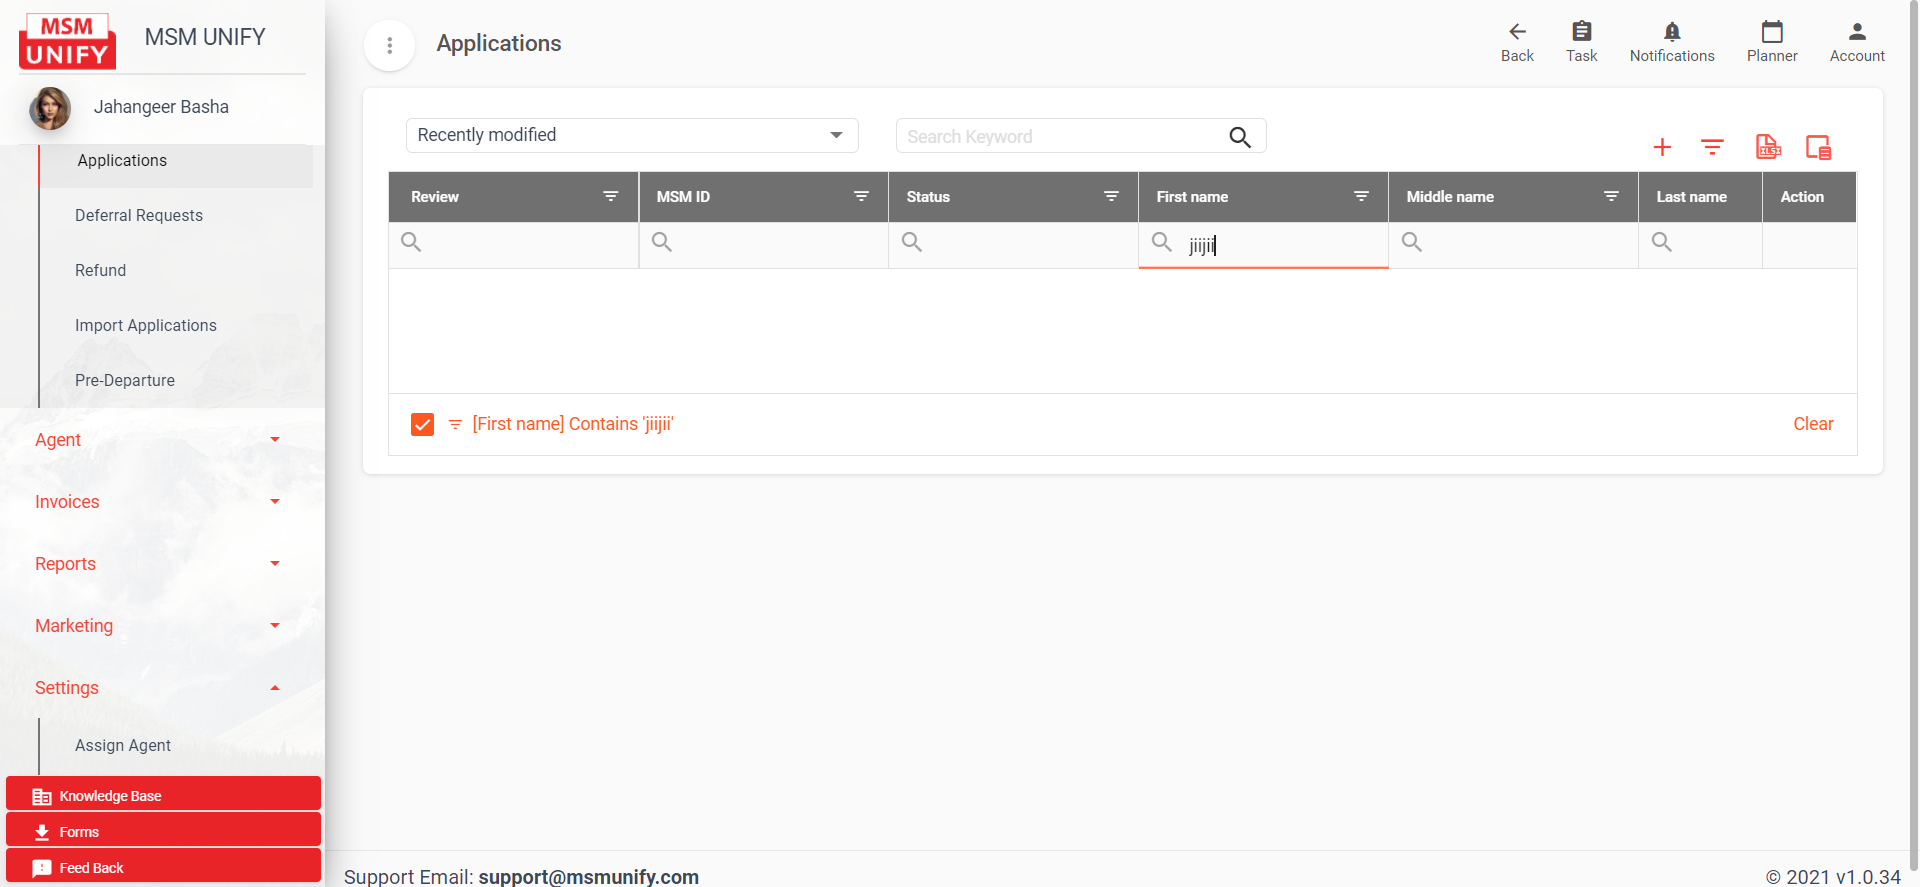 MSM
UNIFY
MSM UNIFY
Jahangeer Basha
Applications
Deferral Requests
Refund
Import Applications
Pre-Departure
Agent
Invoices
Reports
Marketing
Settings
Assign Agent
Knowledge Base
Forms
Feed Back
Applications
Back
Task
Notifications
Planner
Account
Recently modified
Search Keyword
XLSX
Review
MSM ID
Status
First name
Middle name
Last name
Action
jiijii
[First name] Contains 'jiijii'
Clear
Support Email: support@msmunify.com
© 2021 v1.0.34